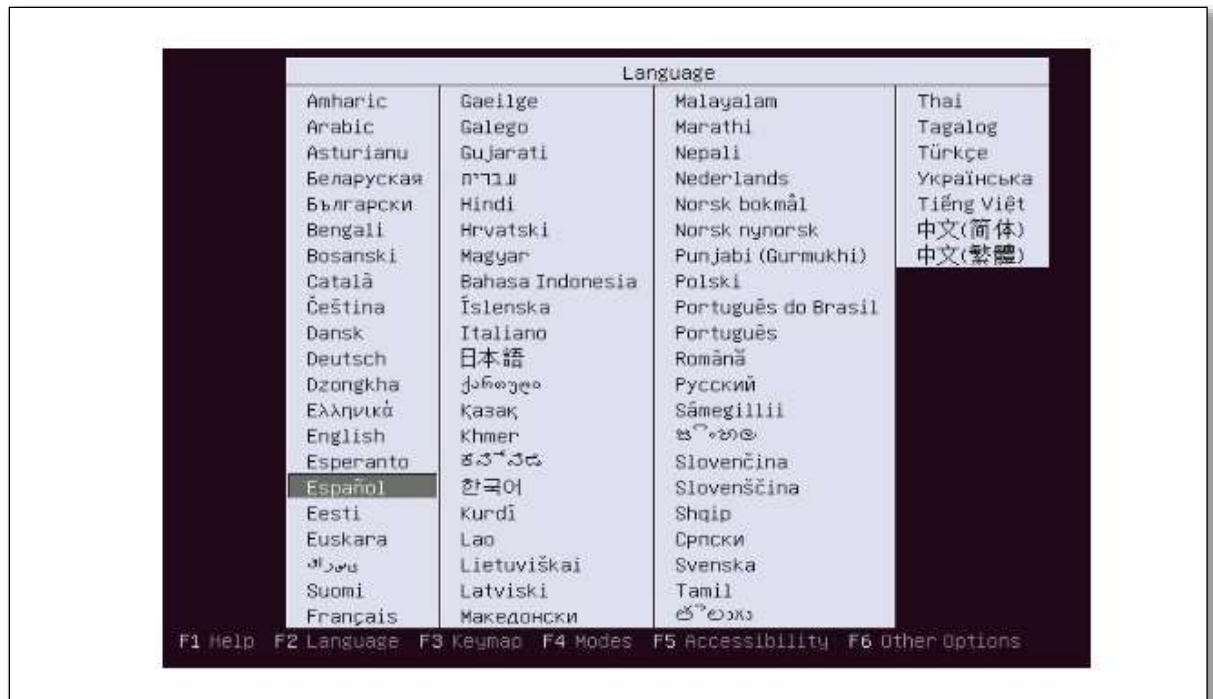 Language
Amharic
Arabic
Asturianu
Беларуская
Български
Bengali
Bosanski
Català
Čeština
Dansk
Deutsch
Dzongkha
Ελληνικά
English
Esperanto
Español
Eesti
Euskara
فارسی
Suomi
Français
Gaeilge
Galego
Gujarati
עברית
Hindi
Hrvatski
Magyar
Bahasa Indonesia
Íslenska
Italiano
日本語
ქართული
Қазақ
Khmer
ಕನ್ನಡ
한국어
Kurdî
Lao
Lietuviškai
Latviski
Македонски
Malayalam
Marathi
Nepali
Nederlands
Norsk bokmål
Norsk nynorsk
Punjabi (Gurmukhi)
Polski
Português do Brasil
Português
Română
Русский
Sámegillii
සිංහල
Slovenčina
Slovenščina
Shqip
Српски
Svenska
Tamil
తెలుగు
Thai
Tagalog
Türkçe
Українська
Tiếng Việt
中文(简体)
中文(繁體)
F1 Help F2 Language F3 Keymap F4 Modes F5 Accessibility F6 Other Options